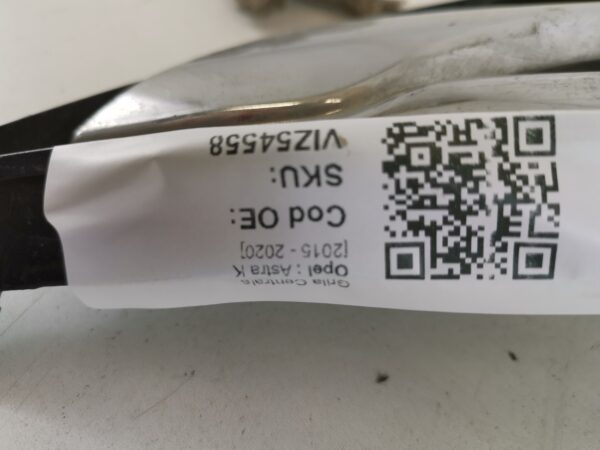 Grila Centrala
Opel : Astra K
[2015 - 2020]
Cod OE:
SKU:
VIZ54558